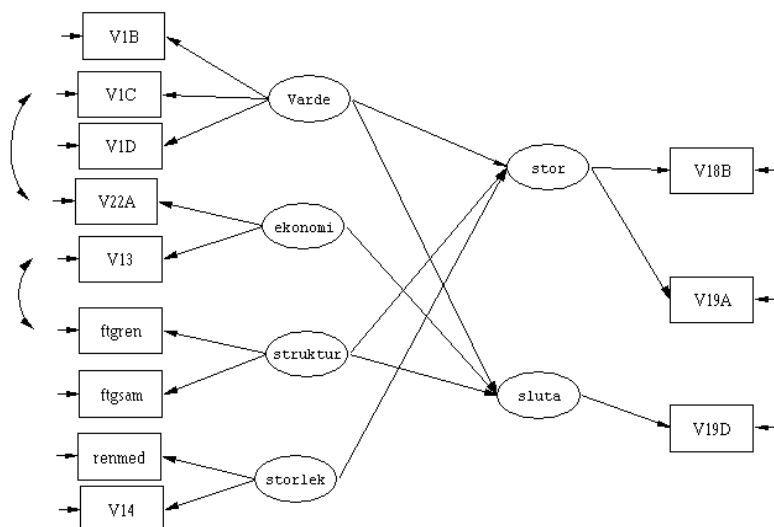 V1B
V1C
V1D
V22A
V13
ftgren
ftgsam
renmed
V14
Varde
ekonomi
struktur
storlek
stor
sluta
V18B
V19A
V19D